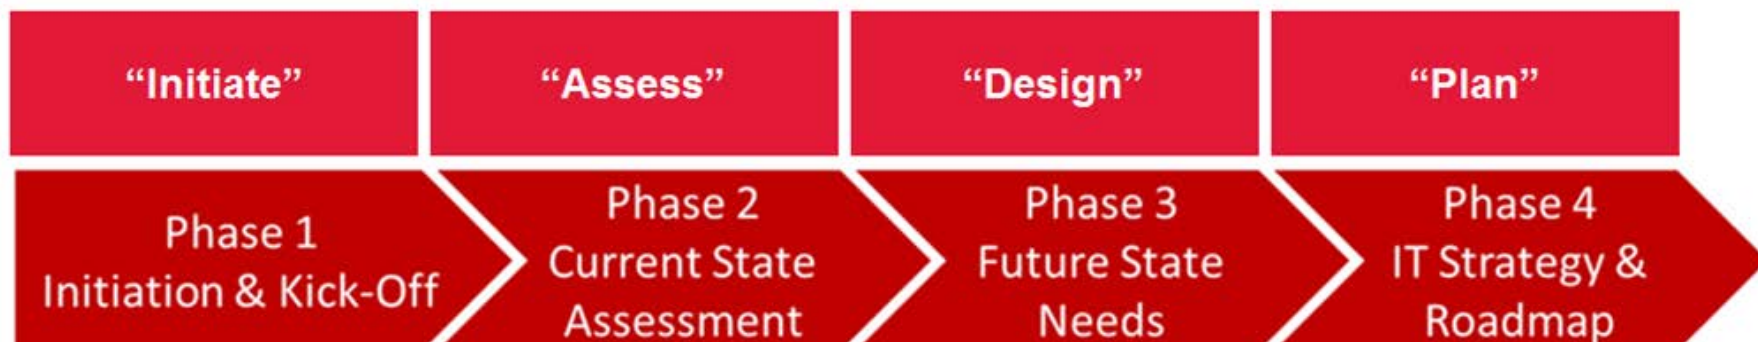 “Initiate”
“Assess”
“Design”
“Plan”
Phase 1
Initiation & Kick-Off
Phase 2
Current State
Assessment
Phase 3
Future State
Needs
Phase 4
IT Strategy &
Roadmap